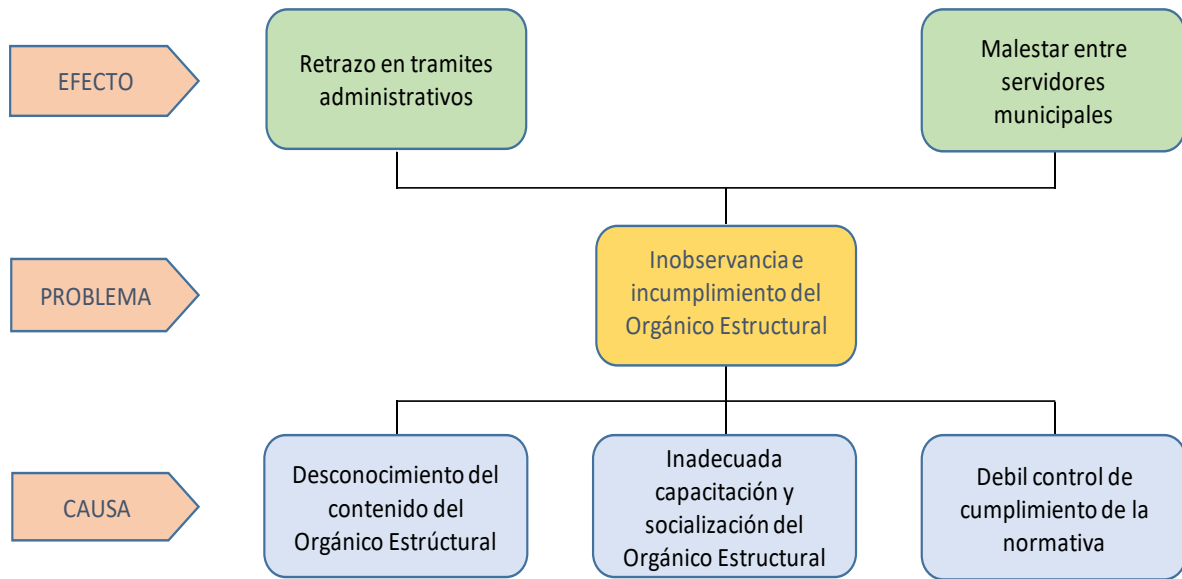 EFECTO
Retrazo en tramites
administrativos
Malestar entre
servidores
municipales
PROBLEMA
Inobservancia e
incumplimiento del
Orgánico Estructural
CAUSA
Desconocimiento del
contenido del
Orgánico Estrúctural
Inadecuada
capacitación y
socialización del
Orgánico Estructural
Debil control de
cumplimiento de la
normativa